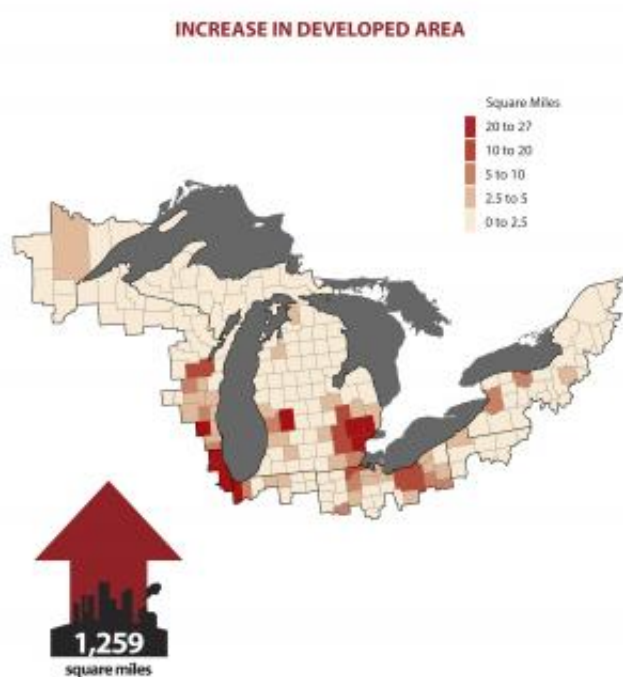 INCREASE IN DEVELOPED AREA
Square Miles
20 to 27
10 to 20
5 to 10
2.5 to 5
0 to 2.5
1,259
square miles